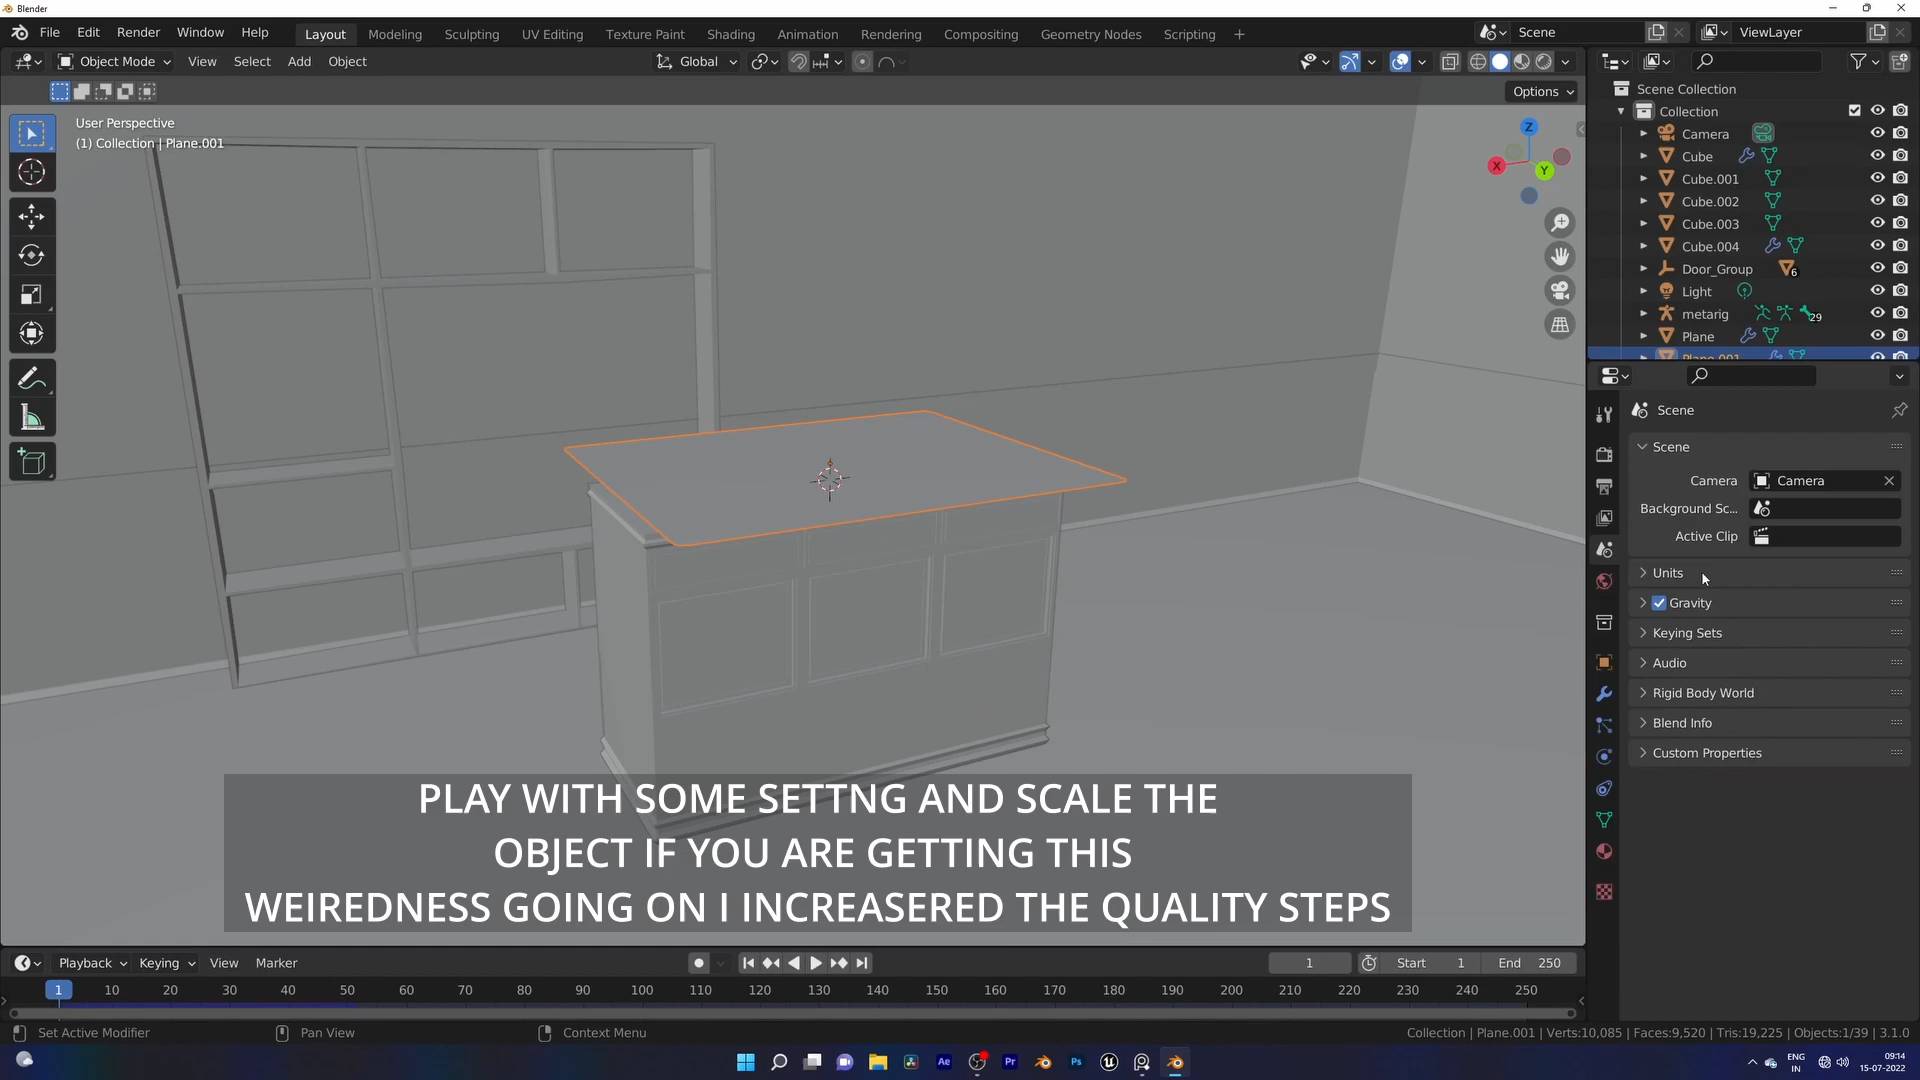 Blender
File Edit Render Window Help Layout Modeling Sculpting UV Editing Texture Paint Shading Animation Rendering Compositing Geometry Nodes Scripting + Scene ViewLayer
Object Mode View Select Add Object Global
Options
User Perspective
(1) Collection | Plane.001
Z
X
Y
Scene Collection
Collection
Camera
Cube
Cube.001
Cube.002
Cube.003
Cube.004
Door_Group 6
Light
metarig 29
Plane
Plane.001
Scene
Scene
Camera Camera
Background Sc...
Active Clip
Units
Gravity
Keying Sets
Audio
Rigid Body World
Blend Info
Custom Properties
PLAY WITH SOME SETTNG AND SCALE THE
OBJECT IF YOU ARE GETTING THIS
WEIREDNESS GOING ON I INCREASERED THE QUALITY STEPS
Playback Keying View Marker 1 Start 1 End 250
1 10 20 30 40 50 60 70 80 90 100 110 120 130 140 150 160 170 180 190 200 210 220 230 240 250
Set Active Modifier Pan View Context Menu Collection | Plane.001 | Verts:10,085 | Faces:9,520 | Tris:19,225 | Objects:1/39 | 3.1.0
Ae Pr Ps
ENG
IN
09:14
15-07-2022